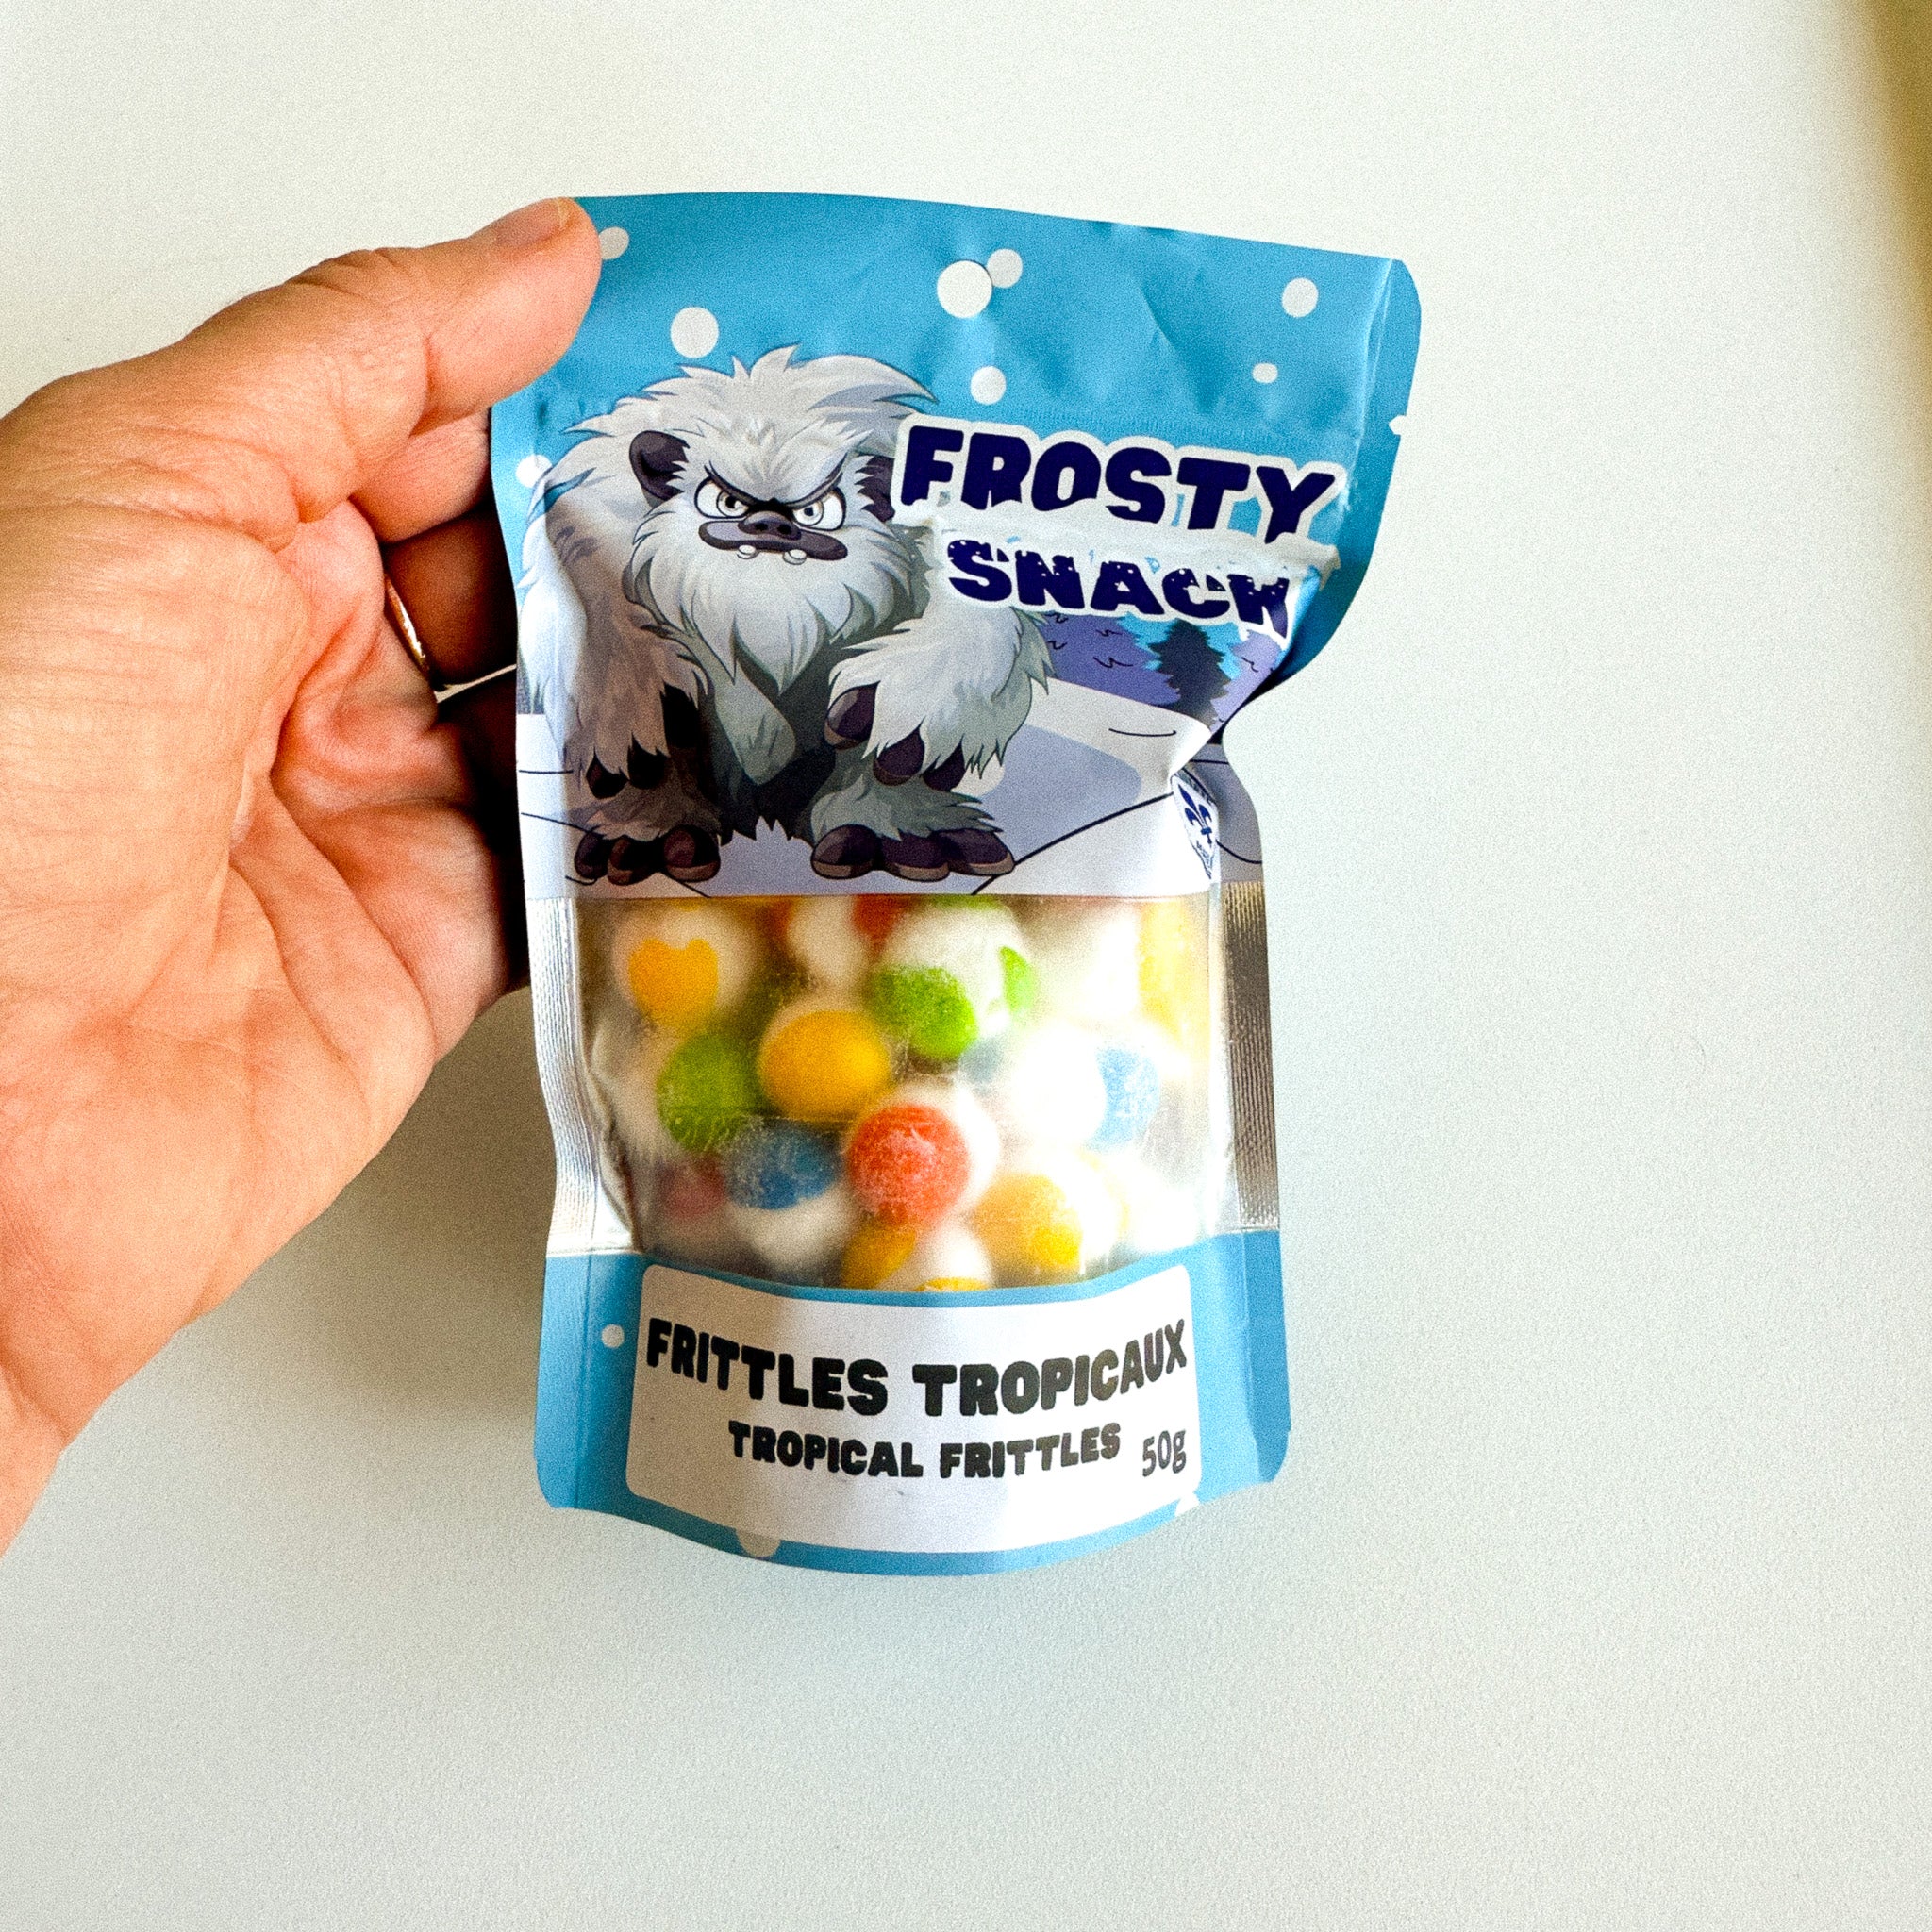 FROSTY
SNACK
FRITTLES TROPICAUX
TROPICAL FRITTLES
50g